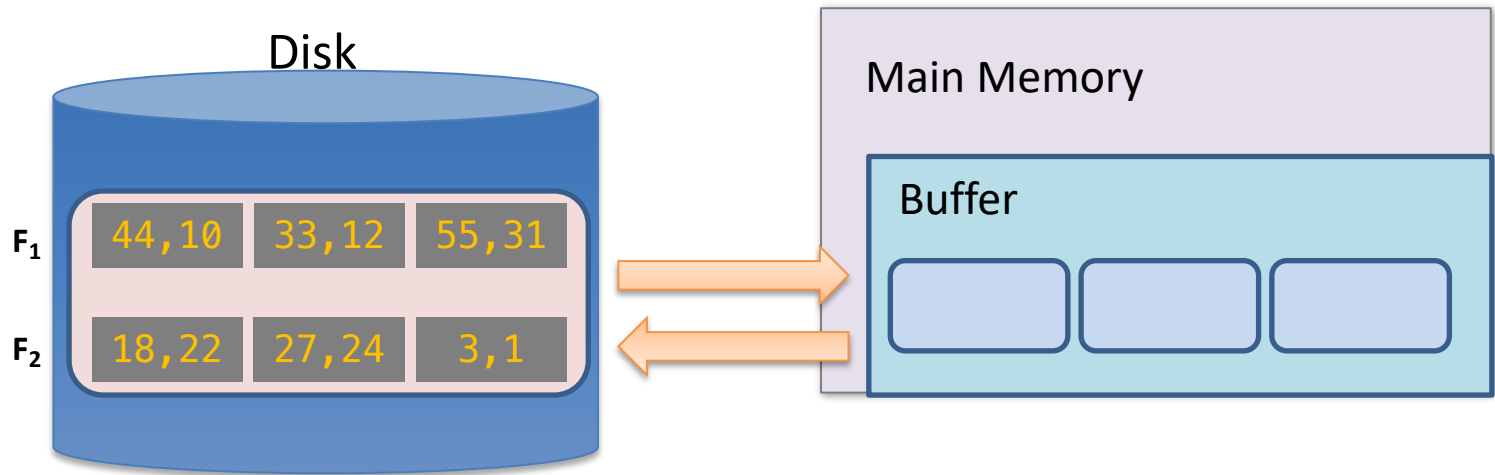 Disk
Main Memory
Buffer
F₁ 44,10 33,12 55,31
F₂ 18,22 27,24 3,1